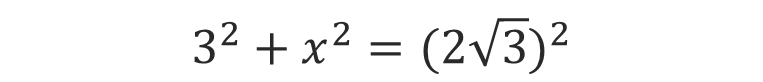 3² + x² = (2√3)²